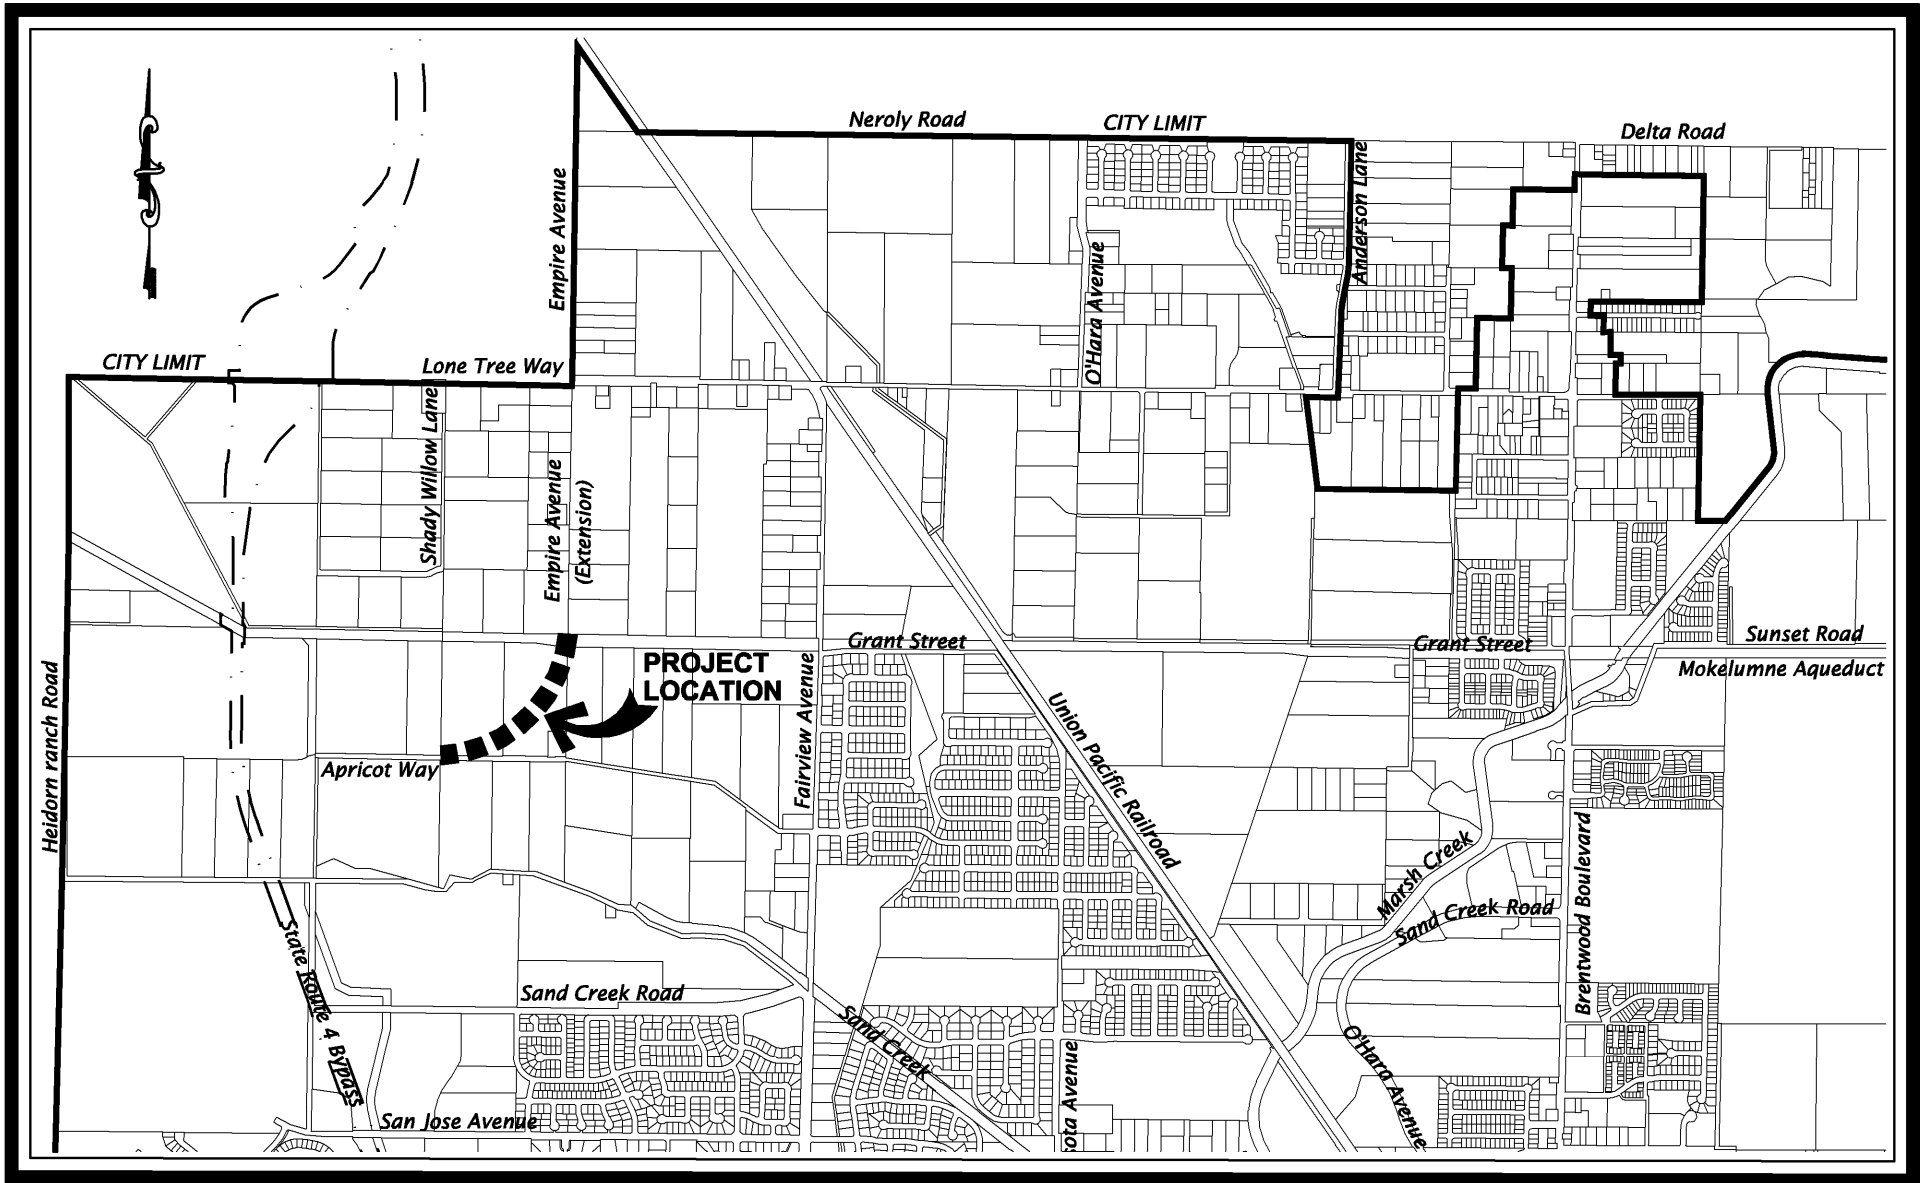 Neroly Road
CITY LIMIT
Delta Road
Empire Avenue
Anderson Lane
O'Hara Avenue
CITY LIMIT
Lone Tree Way
Shady Willow Lane
Empire Avenue
(Extension)
Grant Street
Grant Street
Sunset Road
Mokelumne Aqueduct
PROJECT
LOCATION
Heidorn ranch Road
Fairview Avenue
Union Pacific Railroad
Apricot Way
Marsh Creek
Sand Creek Road
Brentwood Boulevard
State Route 4 Bypass
Sand Creek Road
Sand Creek
O'Hara Avenue
sota Avenue
San Jose Avenue